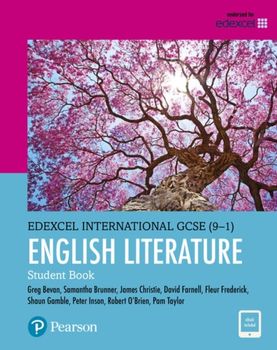 endorsed for
edexcel
EDEXCEL INTERNATIONAL GCSE (9–1)
ENGLISH LITERATURE
Student Book
Greg Bevan, Samantha Brunner, James Christie, David Farnell, Fleur Frederick,
Shaun Gamble, Peter Inson, Robert O'Brien, Pam Taylor
Pearson